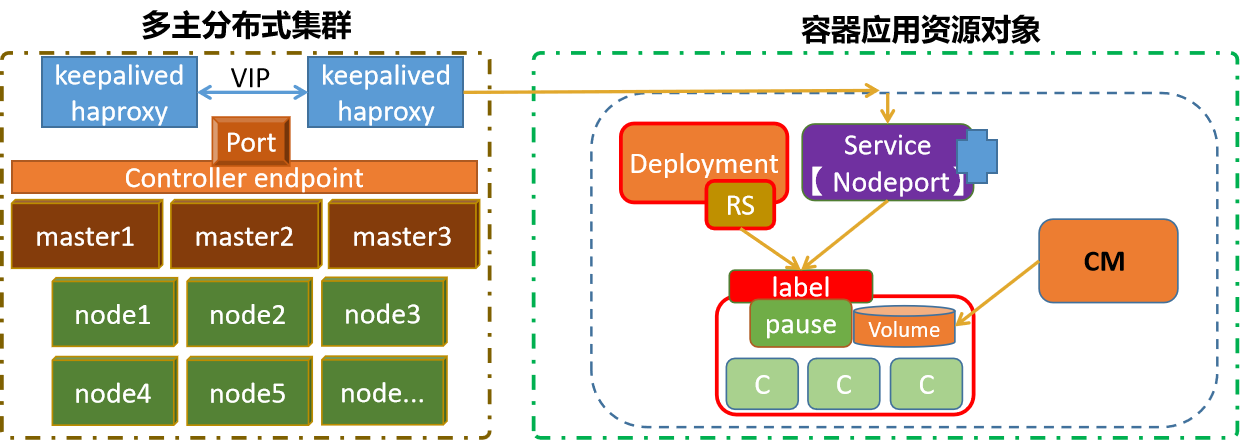 多主分布式集群
keepalived
haproxy
VIP
keepalived
haproxy
Port
Controller endpoint
master1
master2
master3
node1
node2
node3
node4
node5
node...
容器应用资源对象
Deployment
RS
Service
【 Nodeport】
CM
label
pause
Volume
C
C
C